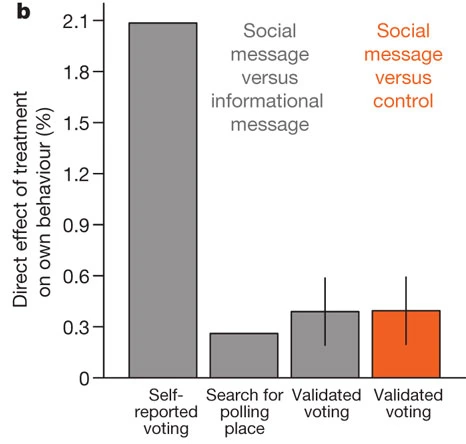 b
Direct effect of treatment
on own behaviour (%)
2.1
1.8
1.5
1.2
0.9
0.6
0.3
0
Social
message
versus
informational
message
Social
message
versus
control
Self-
reported
voting
Search for
polling
place
Validated
voting
Validated
voting